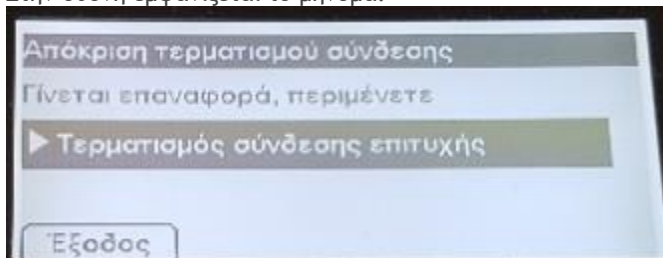 Απόκριση τερματισμού σύνδεσης
Γίνεται επαναφορά, περιμένετε
▶ Τερματισμός σύνδεσης επιτυχής
Έξοδος